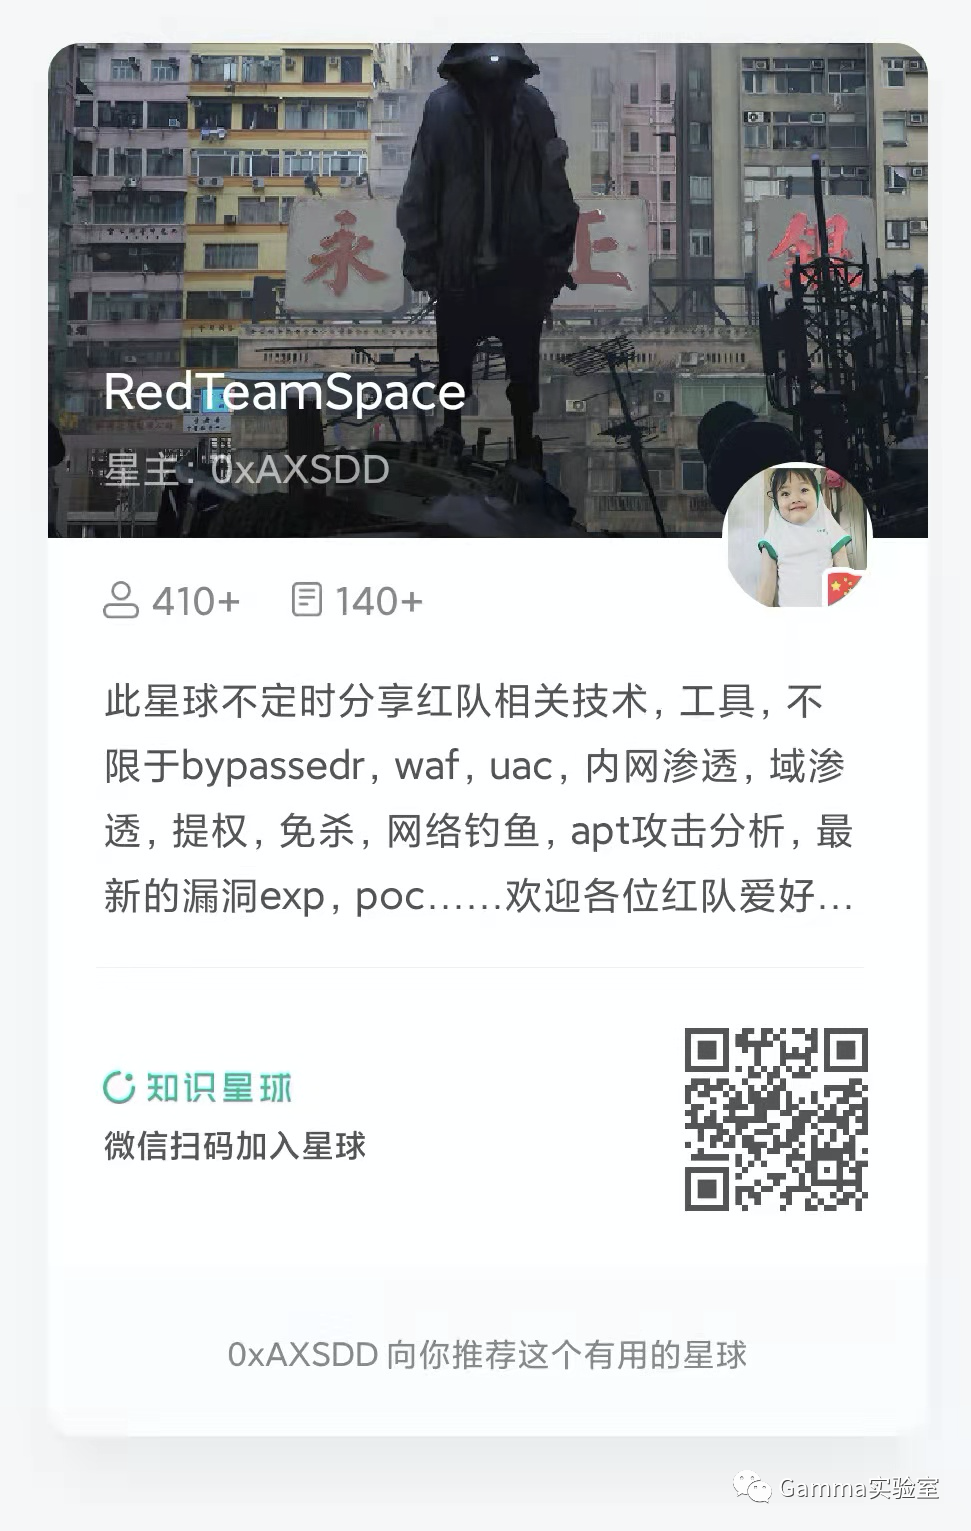 永
正
銀
RedTeamSpace
星主: 0xAXSDD
410+
140+
此星球不定时分享红队相关技术, 工具, 不
限于bypassedr, waf, uac, 内网渗透, 域渗
透, 提权, 免杀, 网络钓鱼, apt攻击分析, 最
新的漏洞exp, poc......欢迎各位红队爱好...
知识星球
微信扫码加入星球
0xAXSDD 向你推荐这个有用的星球
Gamma实验室